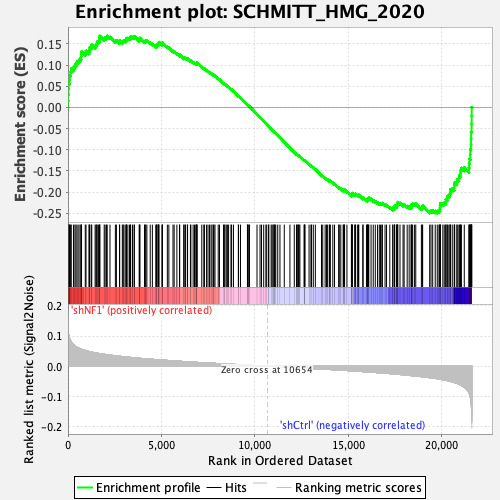 Enrichment plot: SCHMITT_HMG_2020
Enrichment score (ES)
0.15
0.10
0.05
0.00
-0.05
-0.10
-0.15
-0.20
-0.25
'shNF1' (positively correlated)
Ranked list metric (Signal2Noise)
0.2
0.1
0.0
-0.1
-0.2
Zero cross at 10654
'shCtrl' (negatively correlated)
0
5,000
10,000
15,000
20,000
Rank in Ordered Dataset
Enrichment profile
Hits
Ranking metric scores